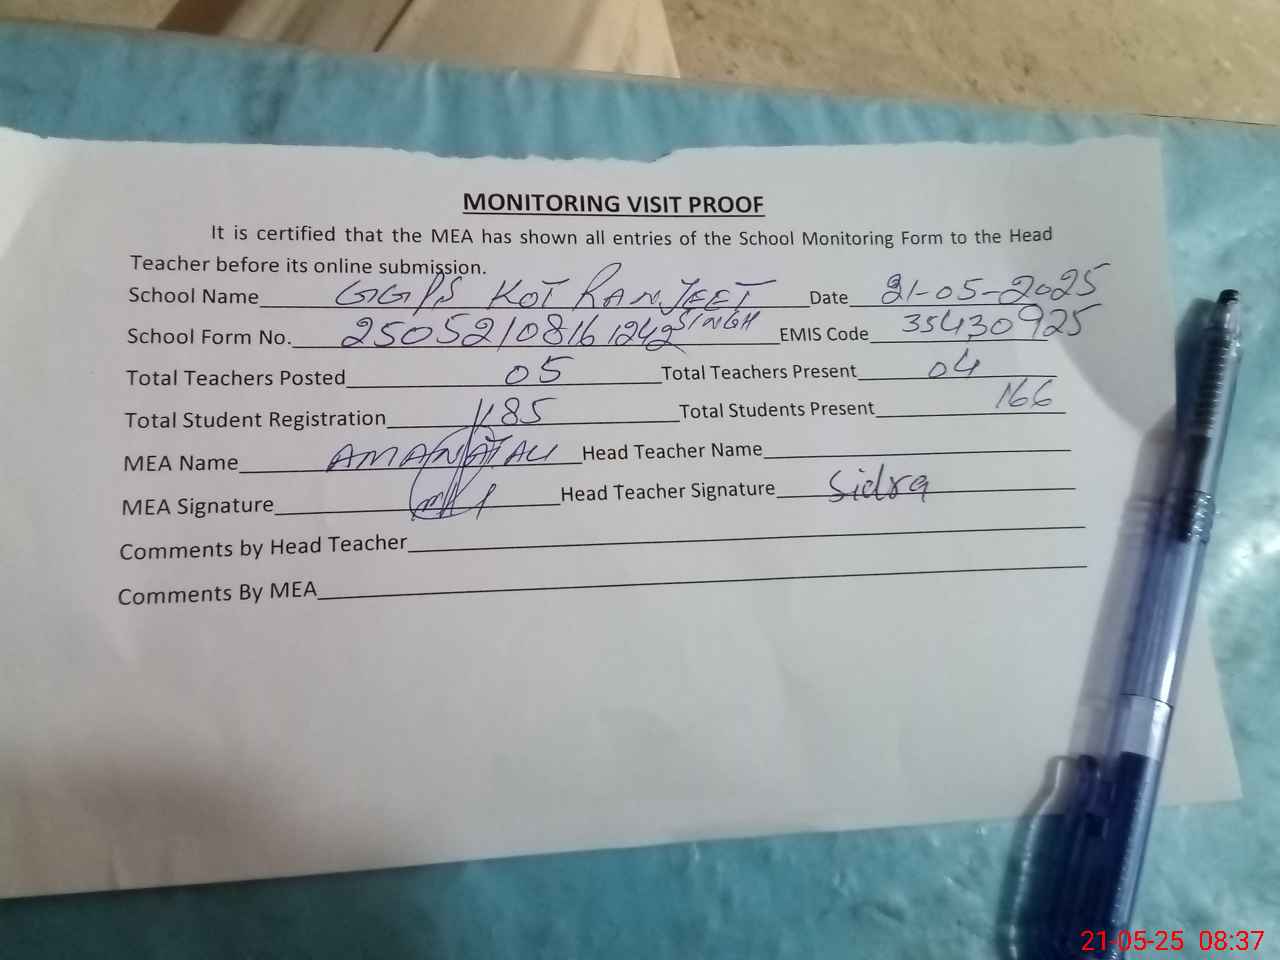 MONITORING VISIT PROOF
It is certified that the MEA has shown all entries of the School Monitoring Form to the Head
Teacher before its online submission.
School Name GGPS KOT RANJEET SINGH Date 21-05-2025
School Form No. 25052108161242 EMIS Code 35430925
Total Teachers Posted 05 Total Teachers Present 04
Total Student Registration 185 Total Students Present 166
MEA Name AMANAT ALI Head Teacher Name
MEA Signature Head Teacher Signature Sidra
Comments by Head Teacher
Comments By MEA
21-05-25 08:37